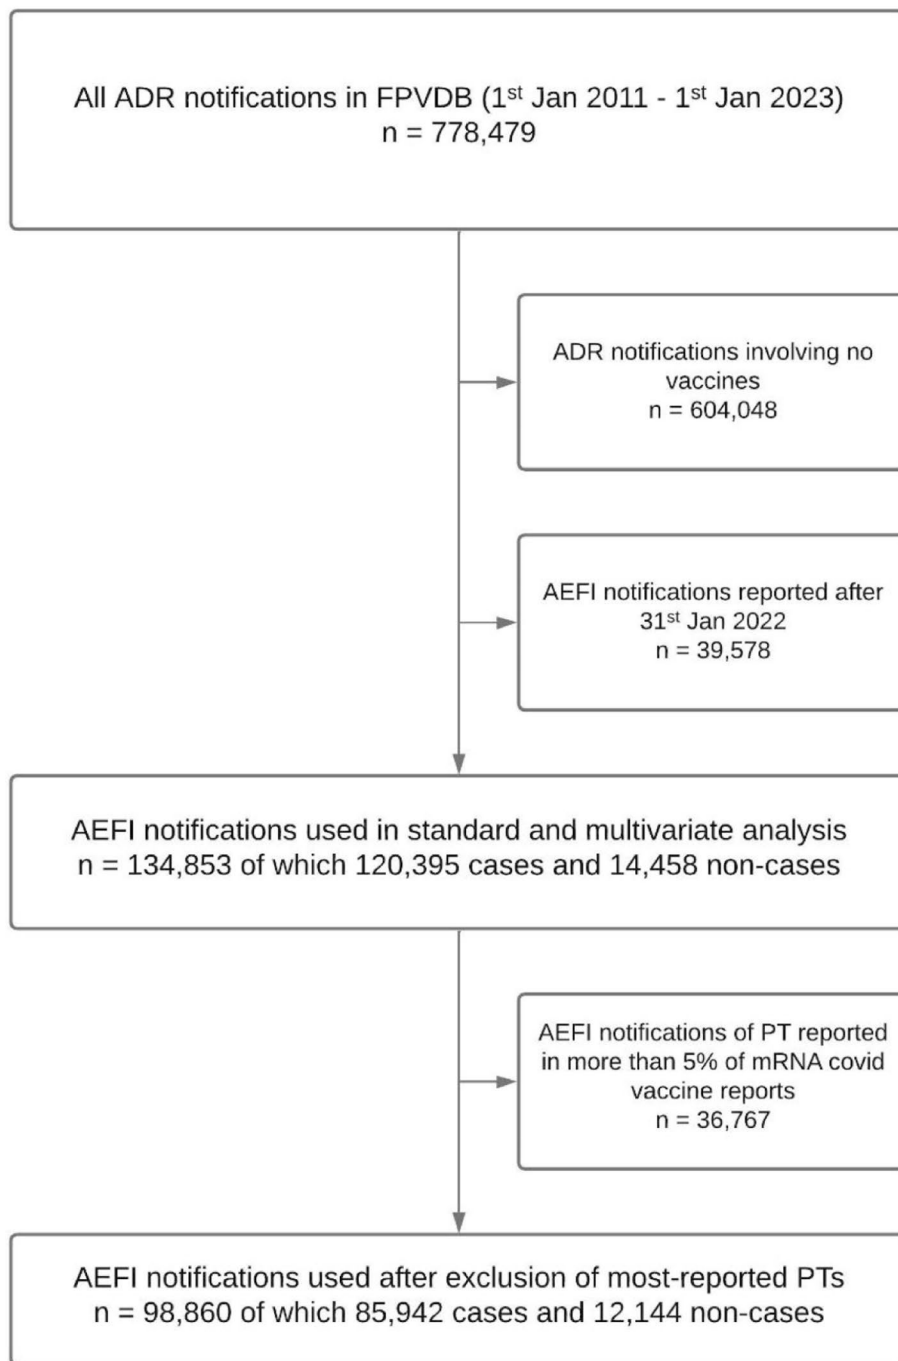 All ADR notifications in FPVDB (1st Jan 2011 - 1st Jan 2023)
n = 778,479
ADR notifications involving no
vaccines
n = 604,048
AEFI notifications reported after
31st Jan 2022
n = 39,578
AEFI notifications used in standard and multivariate analysis
n = 134,853 of which 120,395 cases and 14,458 non-cases
AEFI notifications of PT reported
in more than 5% of mRNA covid
vaccine reports
n = 36,767
AEFI notifications used after exclusion of most-reported PTs
n = 98,860 of which 85,942 cases and 12,144 non-cases